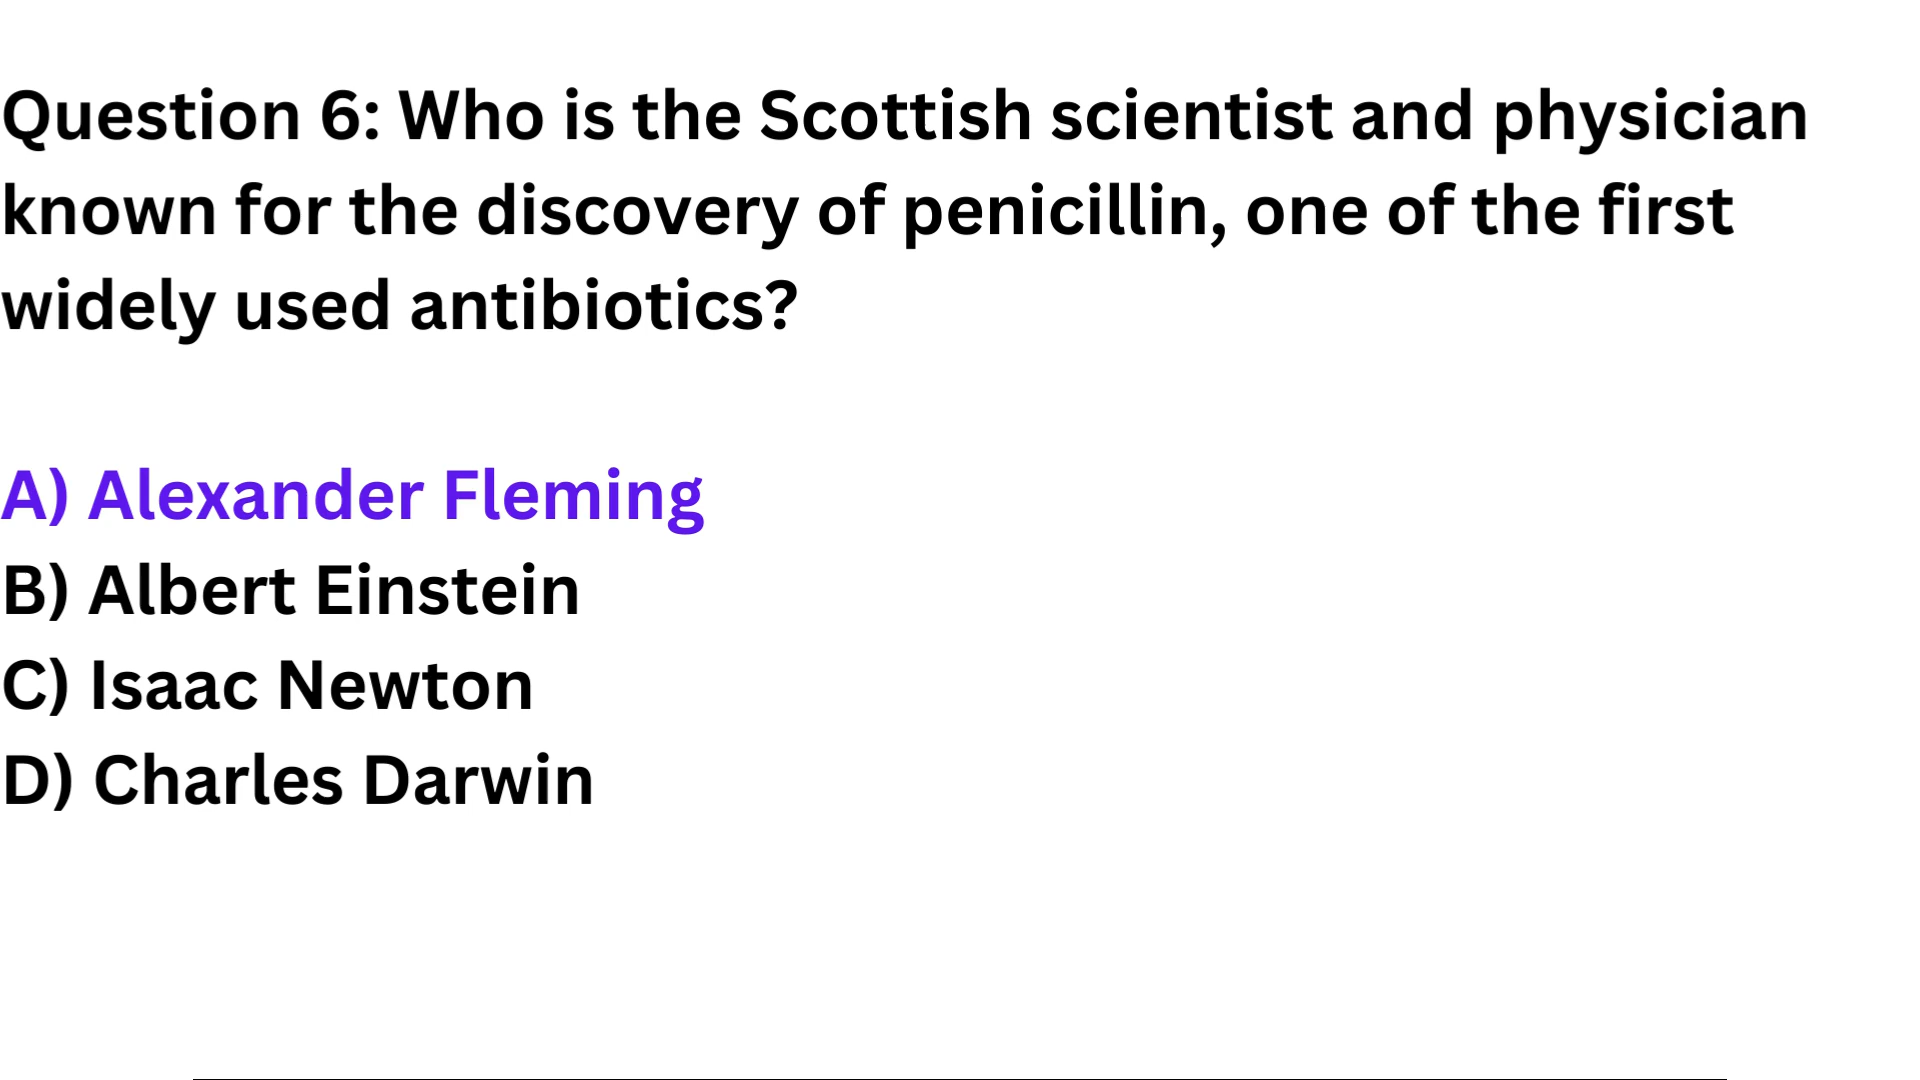 Question 6: Who is the Scottish scientist and physician
known for the discovery of penicillin, one of the first
widely used antibiotics?
A) Alexander Fleming
B) Albert Einstein
C) Isaac Newton
D) Charles Darwin